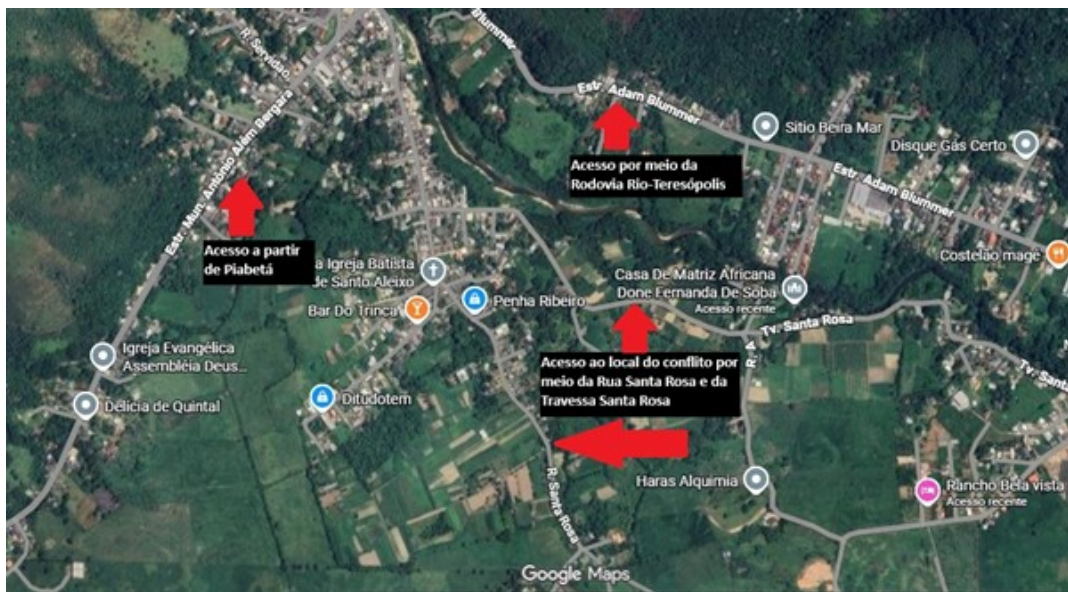 Blummer
R. Servidão.
Estr. Adam Blummer
Sítio Beira Mar
Disque Gás Certo
Estr. Mun. Antônio Além Bergara
Acesso por meio da
Rodovia Rio-Teresópolis
Estr. Adam Blummer
Acesso a partir
de Piabetá
a Igreja Batista
de Santo Aleixo
Costelão magé
Casa De Matriz Africana
Done Fernanda De Soba
Acesso recente
Penha Ribeiro
Bar Do Trinca
Tv. Santa Rosa
Igreja Evangélica
Assembléia Deus...
Acesso ao local do conflito por
meio da Rua Santa Rosa e da
Travessa Santa Rosa
R. A
Tv. Santa
Ditudotem
Délícia de Quintal
R. Santa Rosa
Haras Alquimia
Rancho Bela vista
Acesso recente
Google Maps